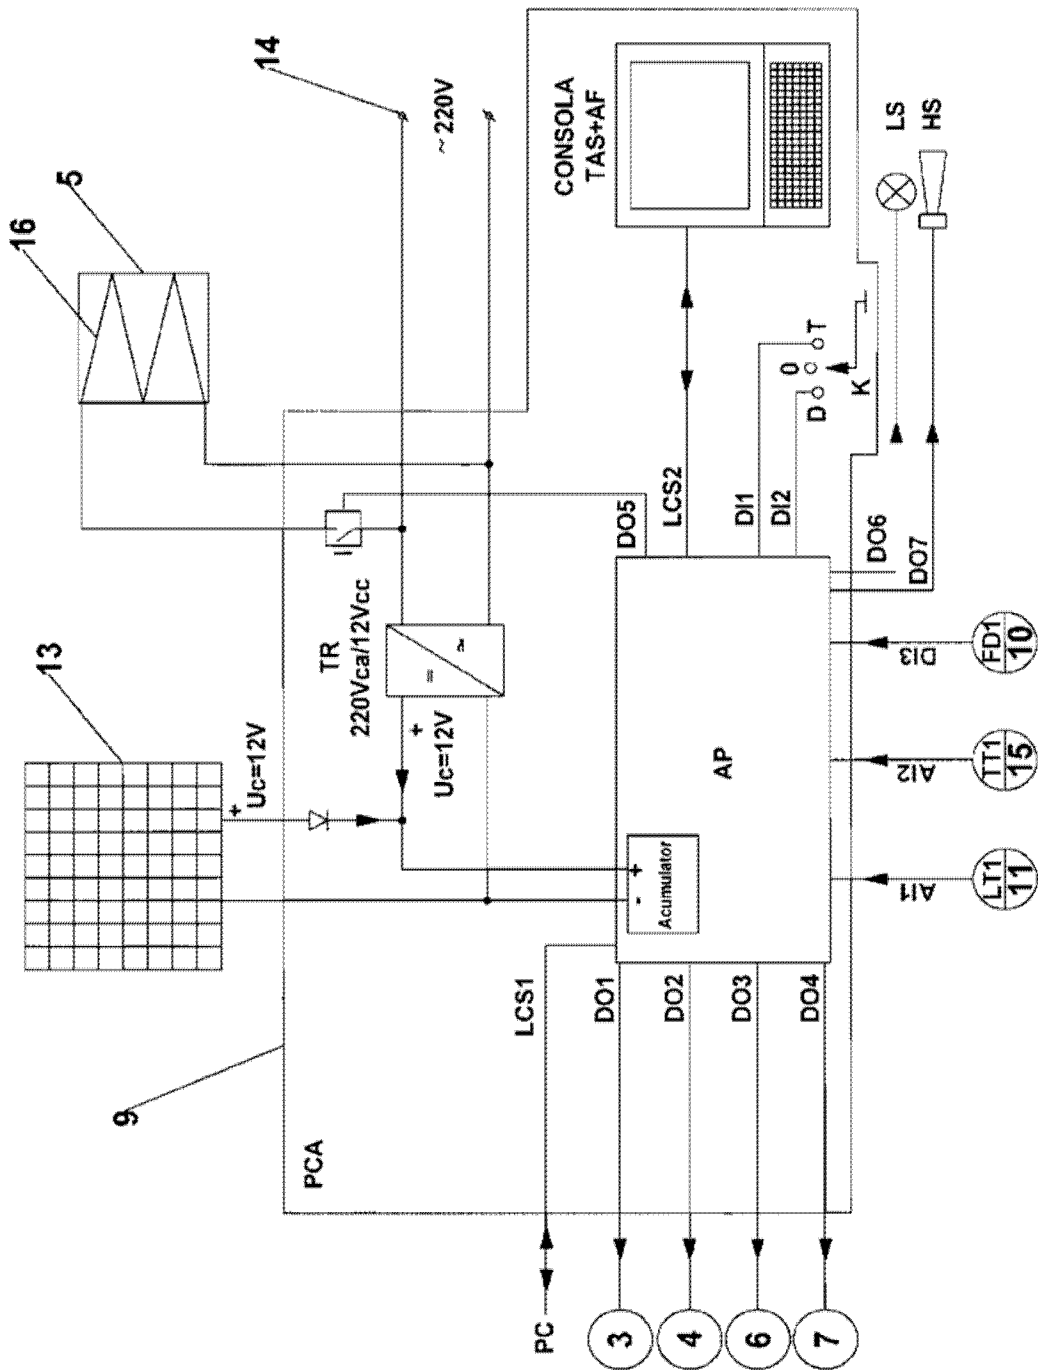 16
13
5
9
+
Uc=12V
14
PCA
TR
220Vca/12Vcc
I
~220V
+
Uc=12V
=
~
PC
LCS1
CONSOLA
TAS+AF
3
DO1
DO5
- +
Acumulator
4
DO2
LCS2
AP
6
DO3
DI1
DI2
D
0
T
7
DO4
K
DO6
LS
DO7
HS
AI1
AI2
DI3
LT1
11
TT1
15
FD1
10